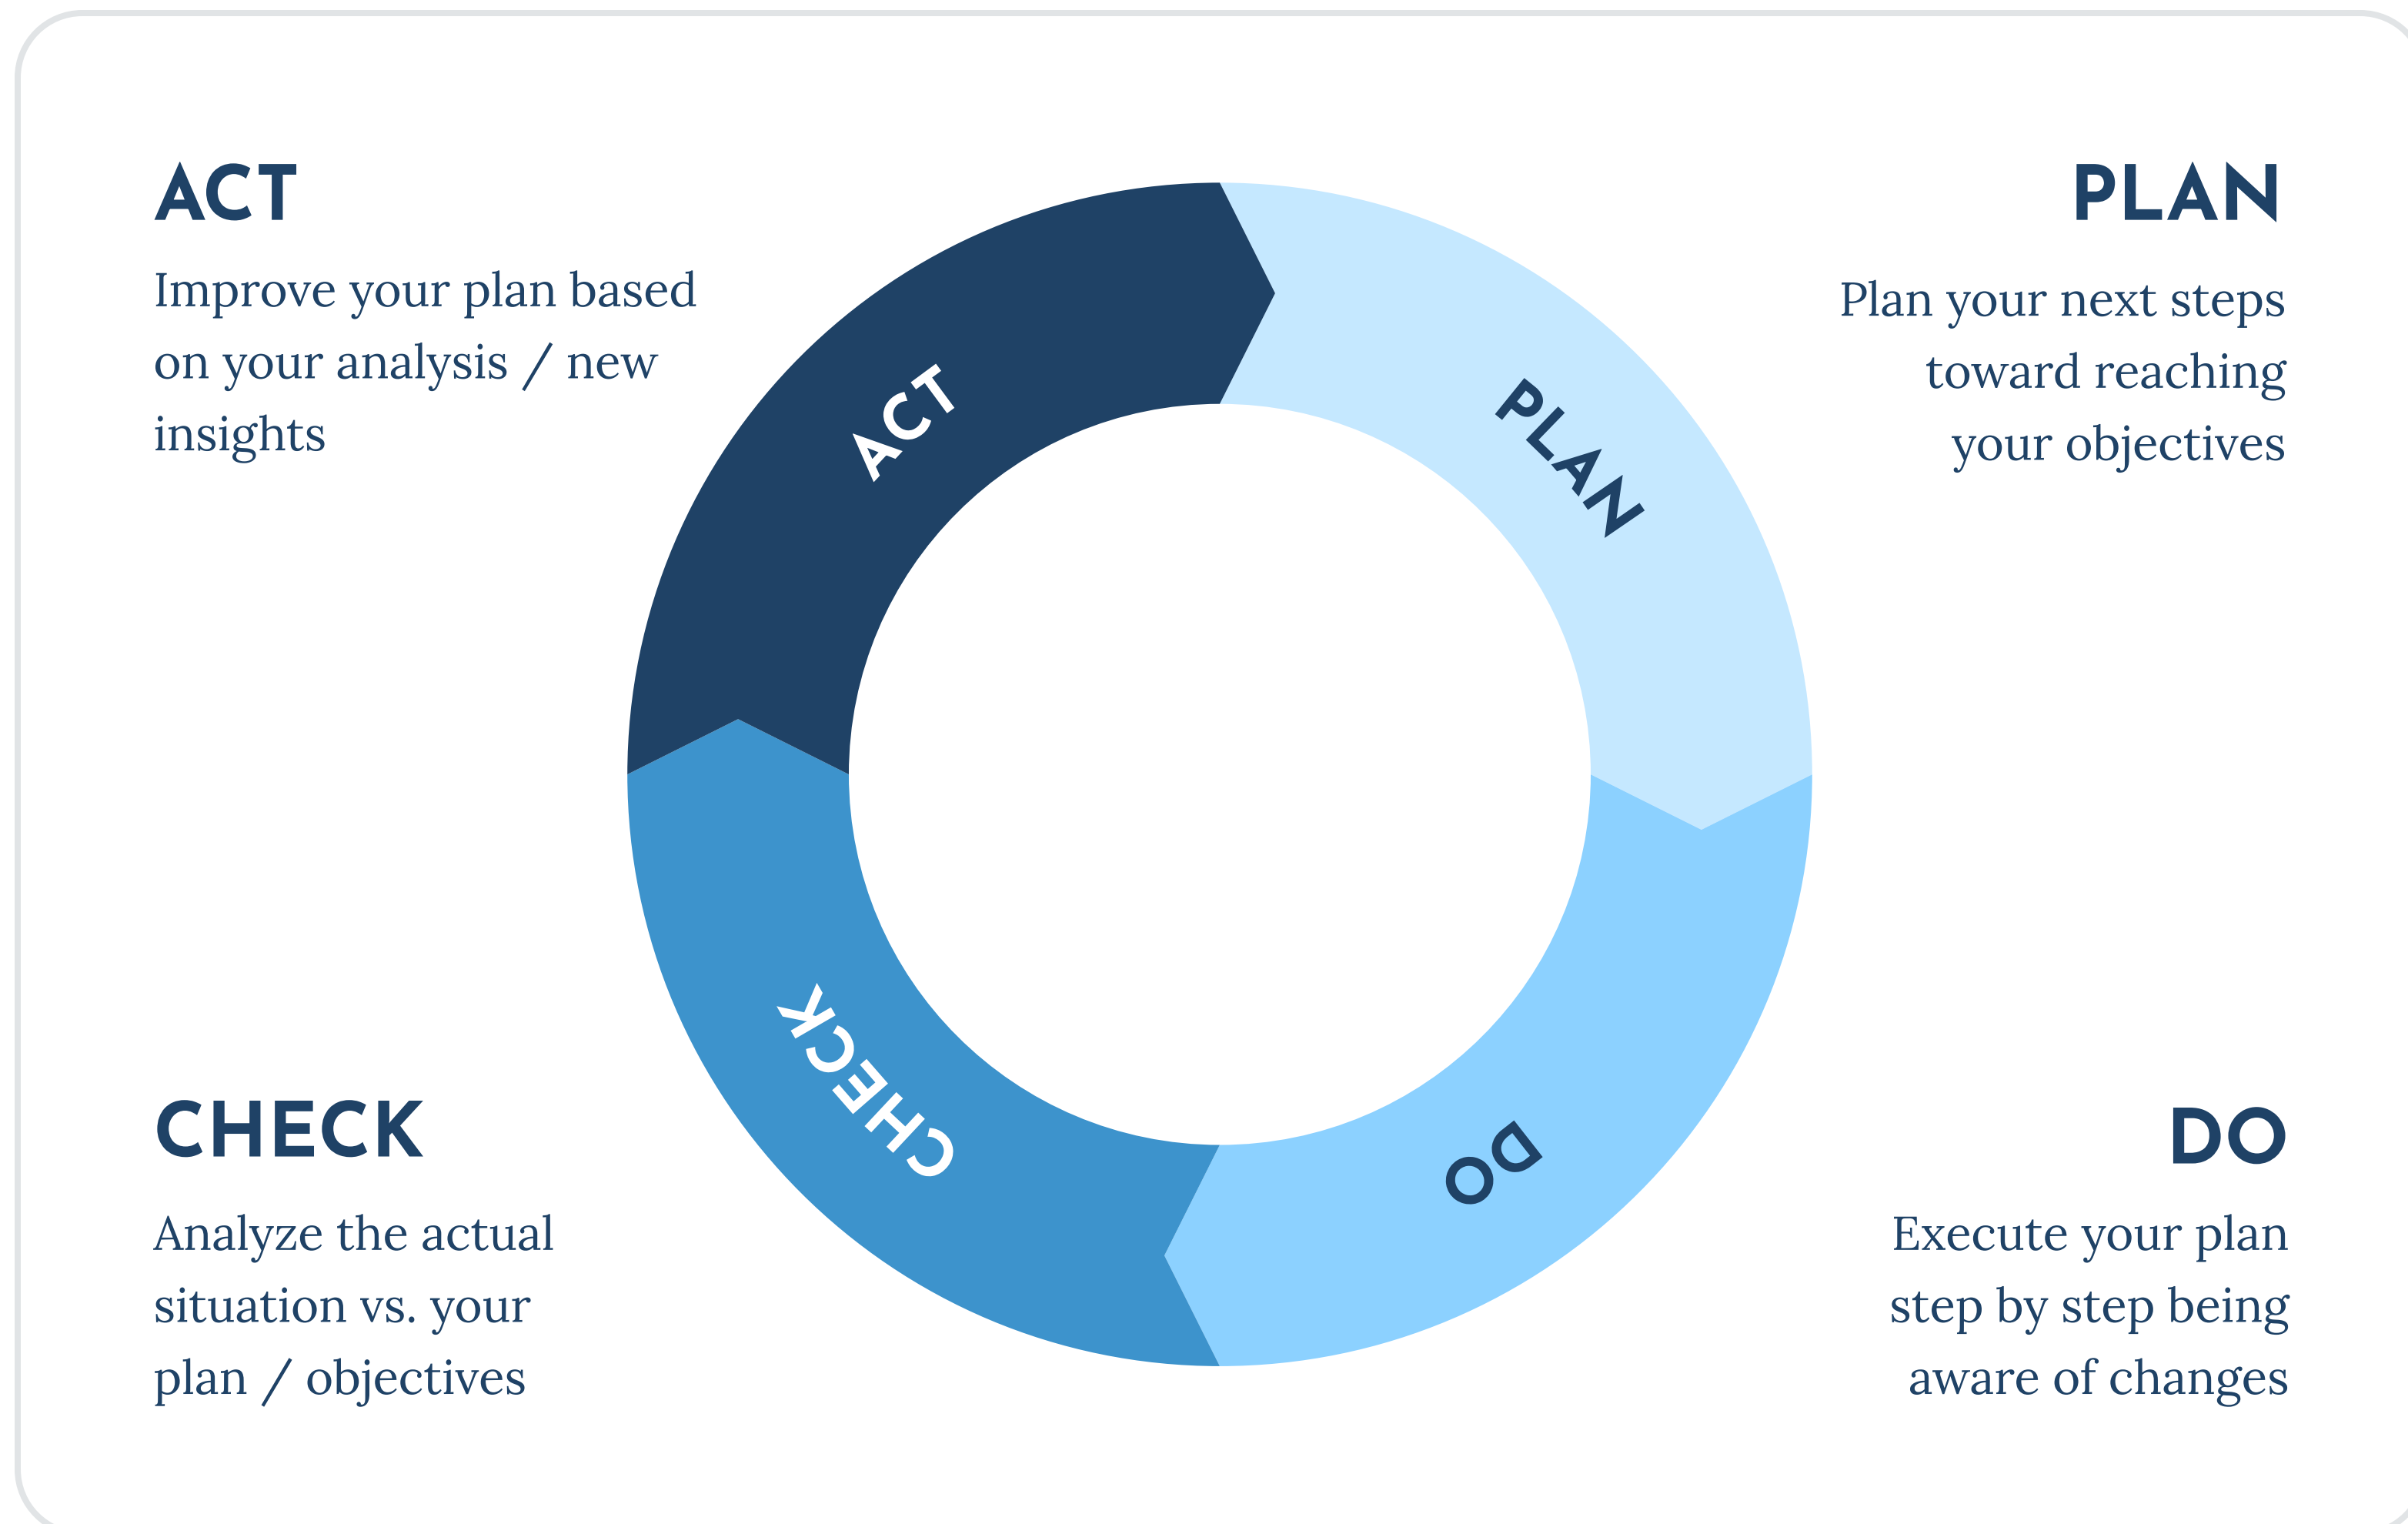 ACT
Improve your plan based
on your analysis / new
insights
PLAN
Plan your next steps
toward reaching
your objectives
ACT
PLAN
CHECK
DO
CHECK
Analyze the actual
situation vs. your
plan / objectives
DO
Execute your plan
step by step being
aware of changes